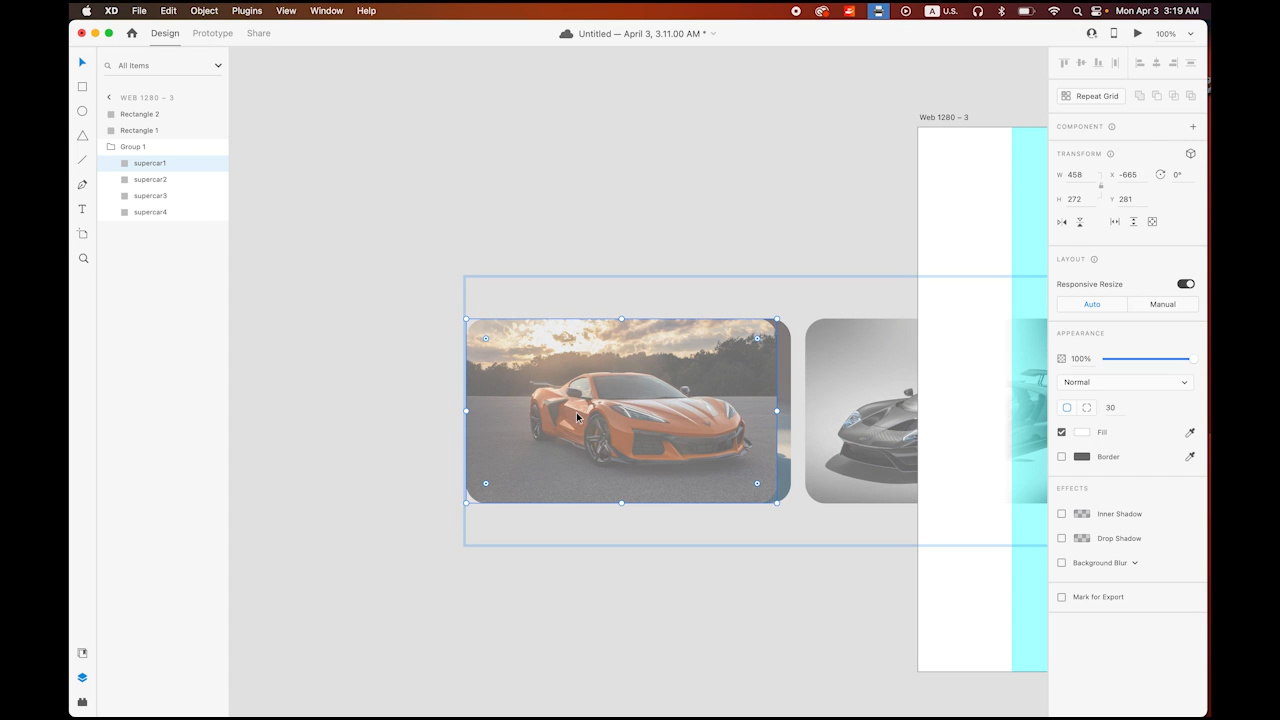 XD File Edit Object Plugins View Window Help A U.S. Mon Apr 3 3:19 AM
Design Prototype Share Untitled — April 3, 3.11.00 AM * 100%
All Items
WEB 1280 – 3
Rectangle 2
Rectangle 1
Group 1
supercar1
supercar2
supercar3
supercar4
Web 1280 – 3
Repeat Grid
COMPONENT
TRANSFORM
W 458 X -665 0°
H 272 Y 281
LAYOUT
Responsive Resize
Auto Manual
APPEARANCE
100%
Normal
30
Fill
Border
EFFECTS
Inner Shadow
Drop Shadow
Background Blur
Mark for Export